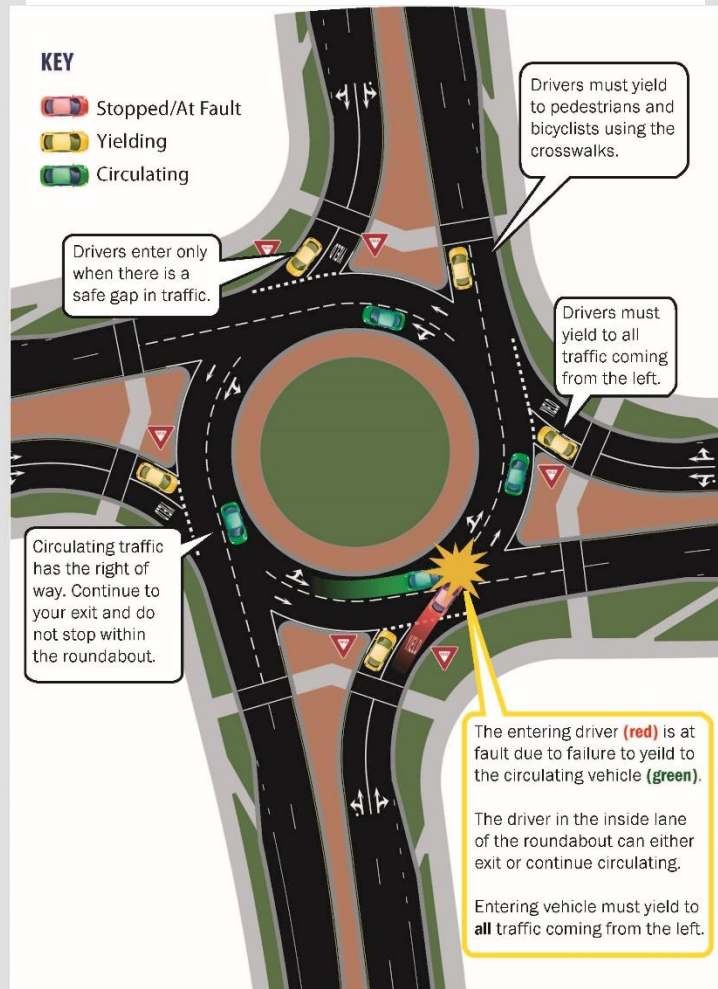 KEY
Stopped/At Fault
Yielding
Circulating
Drivers must yield
to pedestrians and
bicyclists using the
crosswalks.
Drivers enter only
when there is a
safe gap in traffic.
YIELD
Drivers must
yield to all
traffic coming
from the left.
YIELD
YIELD
Circulating traffic
has the right of
way. Continue to
your exit and do
not stop within
the roundabout.
YIELD
The entering driver (red) is at
fault due to failure to yeild to
the circulating vehicle (green).
The driver in the inside lane
of the roundabout can either
exit or continue circulating.
Entering vehicle must yield to
all traffic coming from the left.